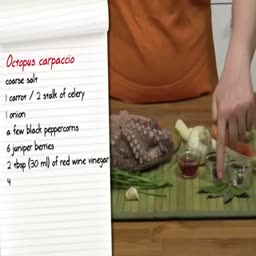 Octopus carpaccio
coarse salt
1 carrot / 2 stalk of celery
1 onion
a few black peppercorns
6 juniper berries
2 tbsp (30 ml) of red wine vinegar
4